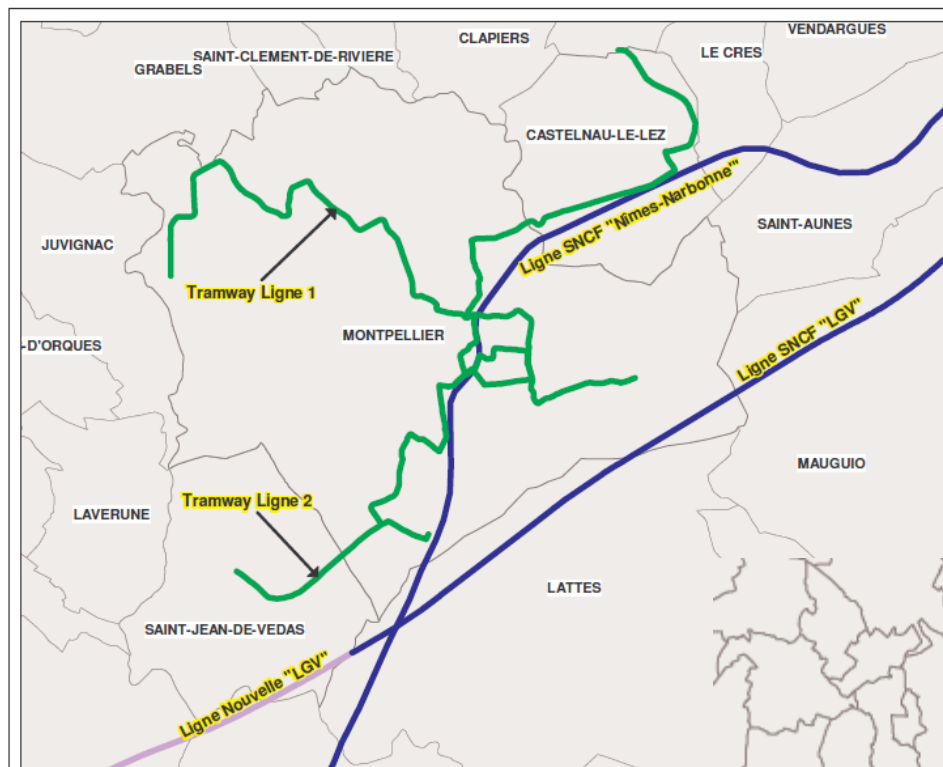 VENDARGUES
CLAPIERS
LE CRES
SAINT-CLEMENT-DE-RIVIERE
GRABELS
CASTELNAU-LE-LEZ
Ligne SNCF "Nîmes-Narbonne'"
SAINT-AUNES
JUVIGNAC
Tramway Ligne 1
MONTPELLIER
-D'ORQUES
Ligne SNCF "LGV"
MAUGUIO
Tramway Ligne 2
LAVERUNE
LATTES
SAINT-JEAN-DE-VEDAS
Ligne Nouvelle "LGV"